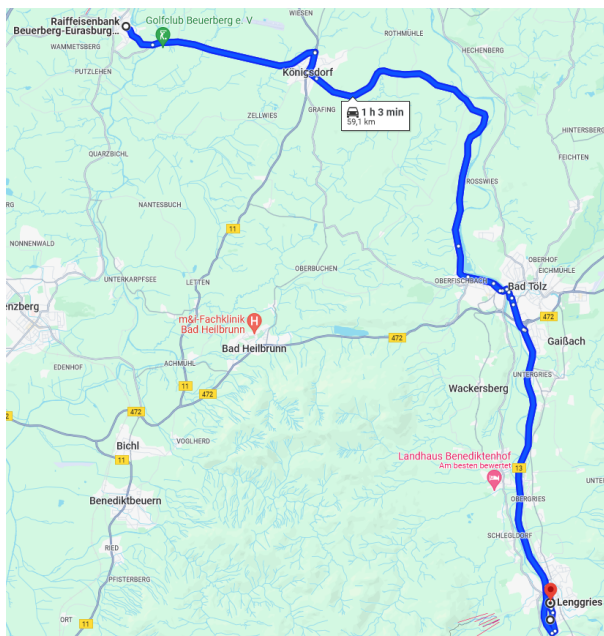 Raiffeisenbank
Beuerberg-Eurasburg...
Golfclub Beuerberg e. V
WIESEN
ROTHMÜHLE
WAMMETSBERG
HECHENBERG
PUTZLEHEN
Königsdorf
1 h 3 min
59,1 km
GRAFING
ZELLWIES
HINTERSBERG
QUARZBICHL
FEICHTEN
ROSSWIES
NANTESBUCH
11
NONNENWALD
OBERHOF
EICHMÜHLE
OBERBUCHEN
UNTERKARPFSEE
LETTEN
OBERFISCHBACH
Bad Tölz
enzberg
m&i-Fachklinik
Bad Heilbrunn
472
Gaißach
Bad Heilbrunn
472
EDENHOF
ACHMÜHL
UNTERGRIES
11
472
Wackersberg
472
VOGLHERD
Bichl
11
Landhaus Benediktenhof
Am besten bewertet
13
Benediktbeuern
OBERGRIES
SCHLEGLDORF
RIED
PFISTERBERG
Lenggries
ORT